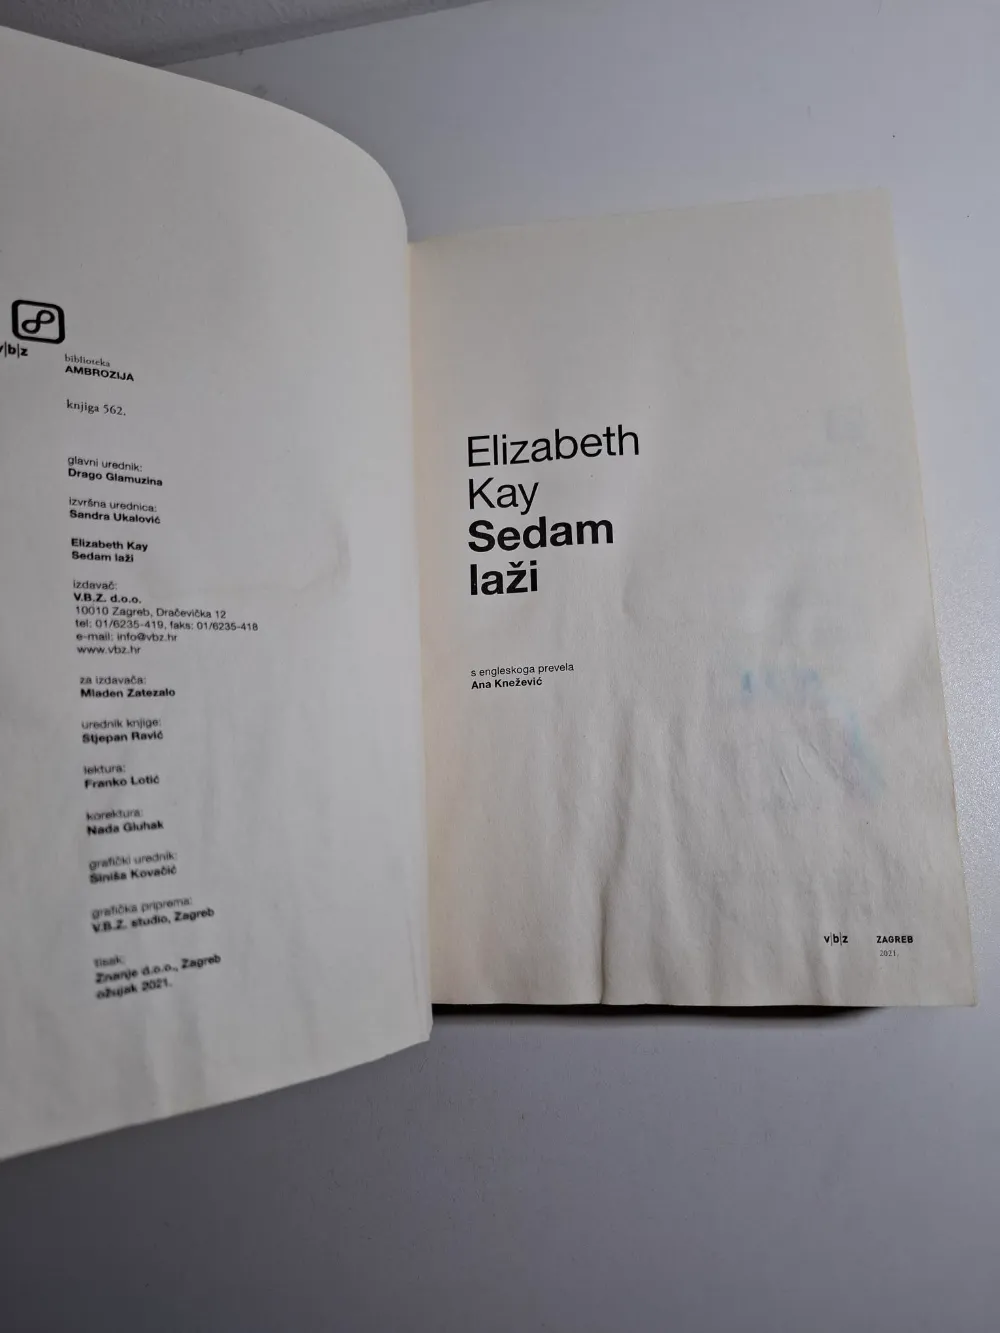 v|b|z
biblioteka
AMBROZIJA
knjiga 562.
glavni urednik:
Drago Glamuzina
izvršna urednica:
Sandra Ukalović
Elizabeth Kay
Sedam laži
izdavač:
V.B.Z. d.o.o.
10010 Zagreb, Dračevička 12
tel: 01/6235-419, faks: 01/6235-418
e-mail: info@vbz.hr
www.vbz.hr
za izdavača:
Mladen Zatezalo
urednik knjige:
Stjepan Ravić
lektura:
Franko Lotić
korektura:
Nada Gluhak
grafički urednik:
Siniša Kovačić
grafička priprema:
V.B.Z. studio, Zagreb
tisak:
Znanje d.o.o., Zagreb
ožujak 2021.
Elizabeth
Kay
Sedam
laži
s engleskoga prevela
Ana Knežević
v|b|z ZAGREB
2021.